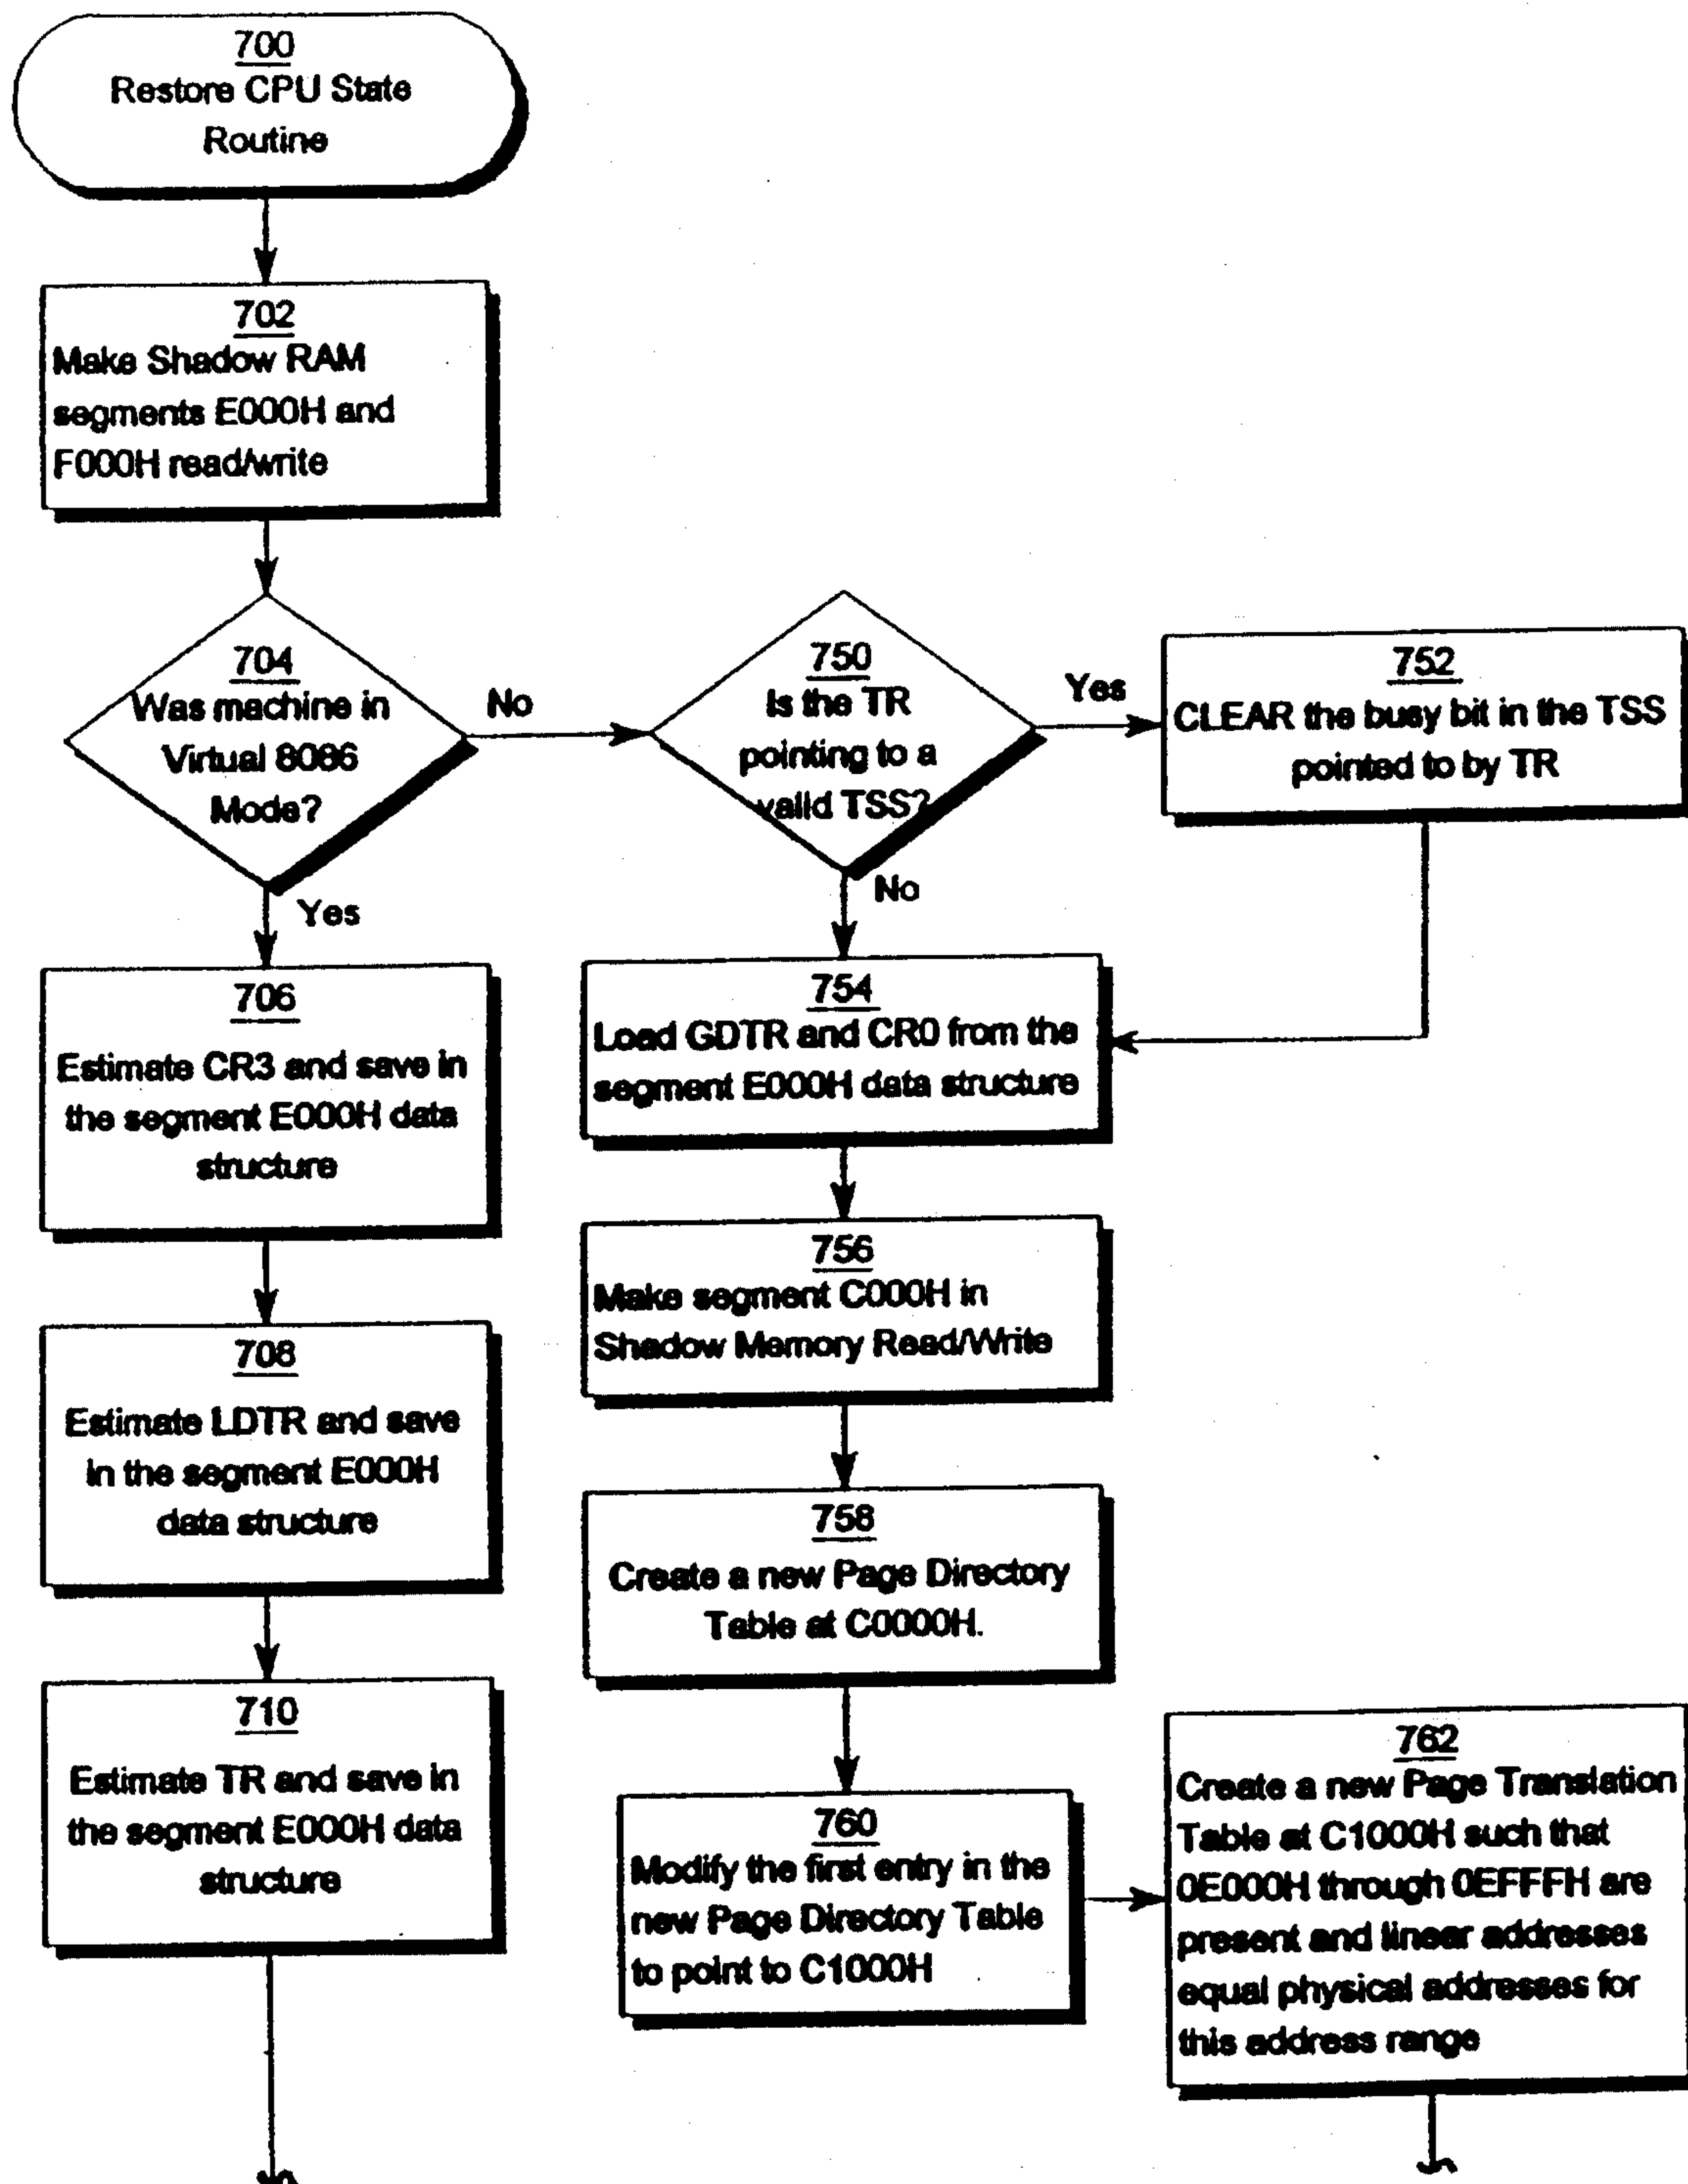 700
Restore CPU State
Routine
702
Make Shadow RAM
segments E000H and
F000H read/write
704
Was machine in
Virtual 8086
Mode?
No
Yes
706
Estimate CR3 and save in
the segment E000H data
structure
708
Estimate LDTR and save
in the segment E000H
data structure
710
Estimate TR and save in
the segment E000H data
structure
750
Is the TR
pointing to a
valid TSS?
Yes
No
752
CLEAR the busy bit in the TSS
pointed to by TR
754
Load GDTR and CR0 from the
segment E000H data structure
756
Make segment C000H in
Shadow Memory Read/Write
758
Create a new Page Directory
Table at C0000H.
760
Modify the first entry in the
new Page Directory Table
to point to C1000H
762
Create a new Page Translation
Table at C1000H such that
0E000H through 0EFFFH are
present and linear addresses
equal physical addresses for
this address range